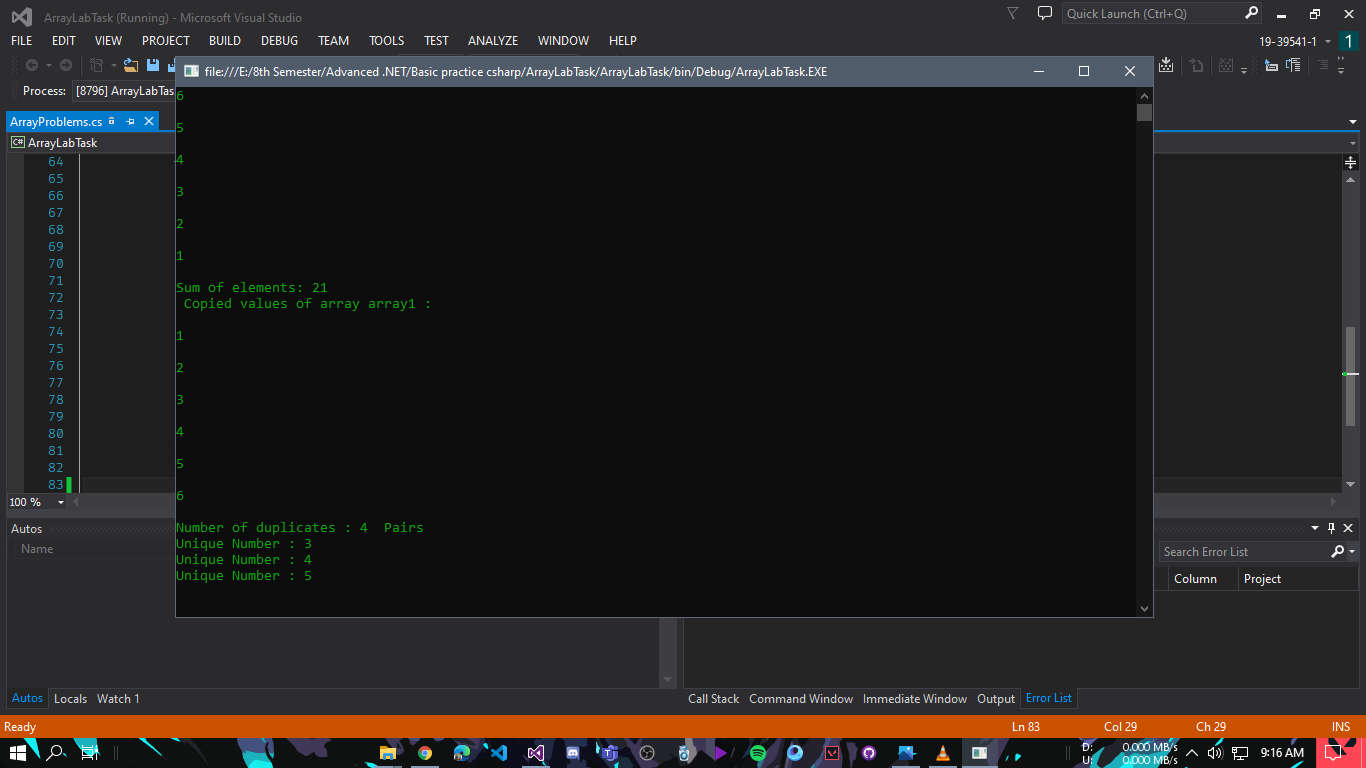 ArrayLabTask (Running) - Microsoft Visual Studio
Quick Launch (Ctrl+Q)
FILE EDIT VIEW PROJECT BUILD DEBUG TEAM TOOLS TEST ANALYZE WINDOW HELP
19-39541-1
1
file:///E:/8th Semester/Advanced .NET/Basic practice csharp/ArrayLabTask/ArrayLabTask/bin/Debug/ArrayLabTask.EXE
Process: [8796] ArrayLabTas
ArrayProblems.cs
C# ArrayLabTask
64
65
66
67
68
69
70
71
72
73
74
75
76
77
78
79
80
81
82
83
100 %
6
5
4
3
2
1
Sum of elements: 21
Copied values of array array1 :
1
2
3
4
5
6
Number of duplicates : 4 Pairs
Unique Number : 3
Unique Number : 4
Unique Number : 5
Autos
Name
Search Error List
Column Project
Autos Locals Watch 1
Call Stack Command Window Immediate Window Output Error List
Ready
Ln 83 Col 29 Ch 29 INS
D: 0.000 MB/s
U: 0.000 MB/s
9:16 AM